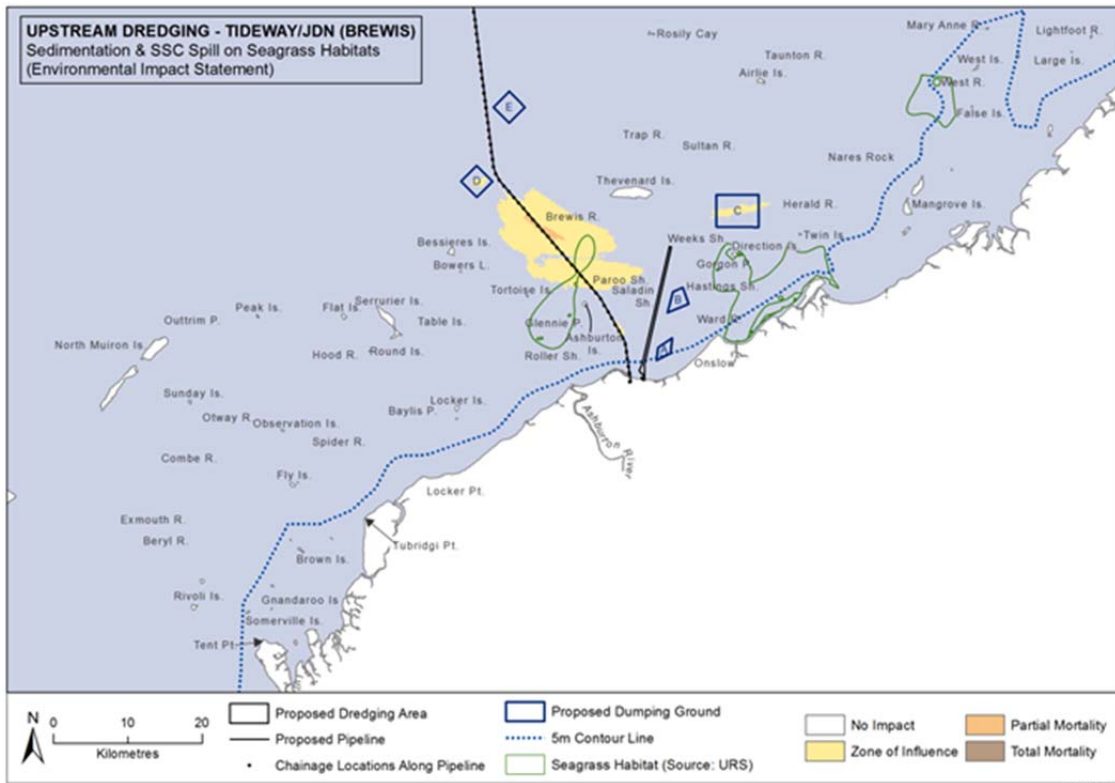 UPSTREAM DREDGING - TIDEWAY/JDN (BREWIS)
Sedimentation & SSC Spill on Seagrass Habitats
(Environmental Impact Statement)
Rosily Cay
Mary Anne R.
Lightfoot R.
Taunton R.
Airlie Is.
West Is.
Large Is.
West R.
False Is.
E
Trap R.
Sultan R.
Nares Rock
D
Thevenard Is.
Mangrove Is.
Brewis R.
C
Herald R.
Bessieres Is.
Weeks Sh.
Twin Is.
Direction Is.
Bowers L.
Gorgon P.
Paroo Sh.
Hastings Sh.
Tortoise Is.
Saladin
Sh.
B
Peak Is.
Flat Is.
Serrurier Is.
Outtrim P.
Table Is.
Glennie P.
Ward R.
North Muiron Is
Hood R.
Round Is.
Roller Sh.
Ashburton
Is.
A
Onslow
Sunday Is.
Locker Is.
Otway R.
Observation Is.
Baylis P.
Ashburton River
Spider R.
Combe R.
Fly Is.
Locker Pt.
Exmouth R.
Beryl R.
Tubridgi Pt.
Brown Is.
Rivoli Is.
Gnandaroo Is
Somerville Is.
Tent Pt.
N
0 10 20
Kilometres
Proposed Dredging Area
Proposed Pipeline
Chainage Locations Along Pipeline
Proposed Dumping Ground
5m Contour Line
Seagrass Habitat (Source: URS)
No Impact
Zone of Influence
Partial Mortality
Total Mortality